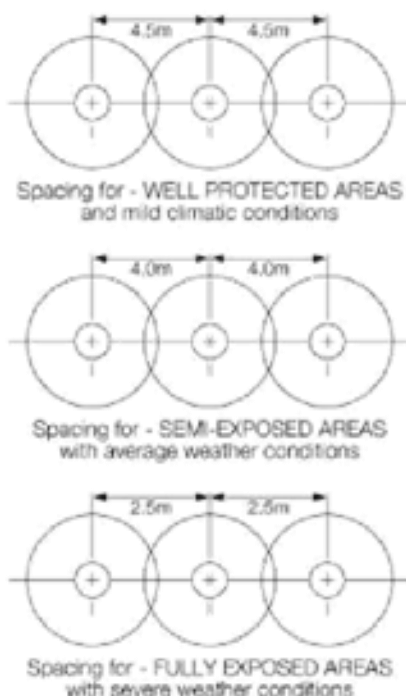 4.5m 4.5m
Spacing for - WELL PROTECTED AREAS
and mild climatic conditions
4.0m 4.0m
Spacing for - SEMI-EXPOSED AREAS
with average weather conditions
2.5m 2.5m
Spacing for - FULLY EXPOSED AREAS
with severe weather conditions